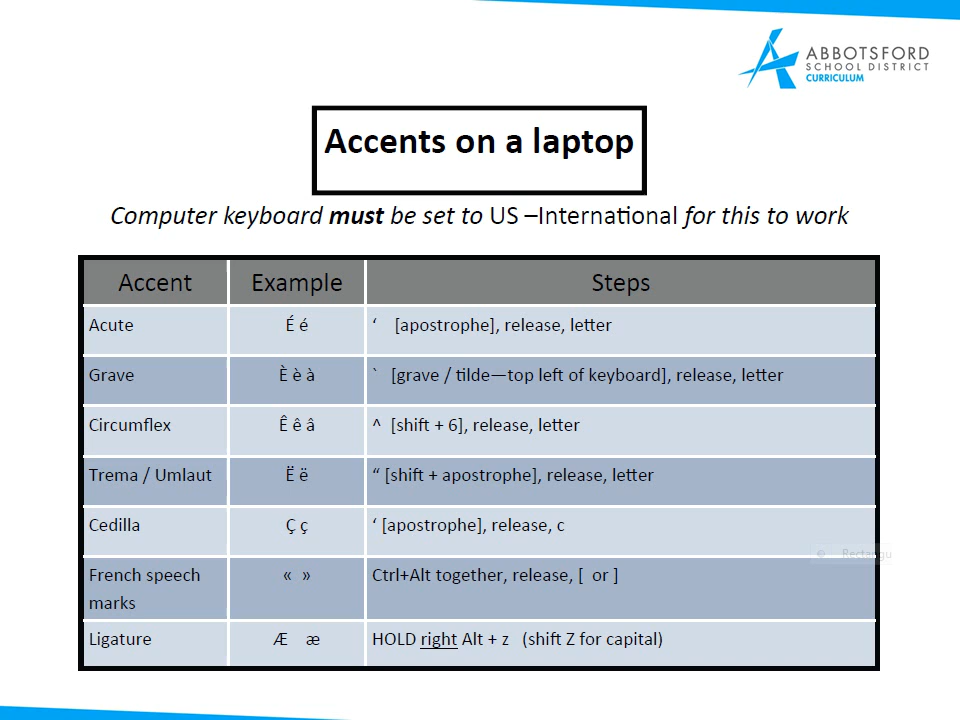 ABBOTSFORD
SCHOOL DISTRICT
CURRICULUM
Accents on a laptop
Computer keyboard must be set to US –International for this to work
Accent Example Steps
Acute É é ‘ [apostrophe], release, letter
Grave È è à ` [grave / tilde—top left of keyboard], release, letter
Circumflex Ê ê â ^ [shift + 6], release, letter
Trema / Umlaut Ë ë “ [shift + apostrophe], release, letter
Cedilla Ç ç ‘ [apostrophe], release, c
Rectangu
French speech marks « » Ctrl+Alt together, release, [ or ]
Ligature Æ æ HOLD right Alt + z (shift Z for capital)